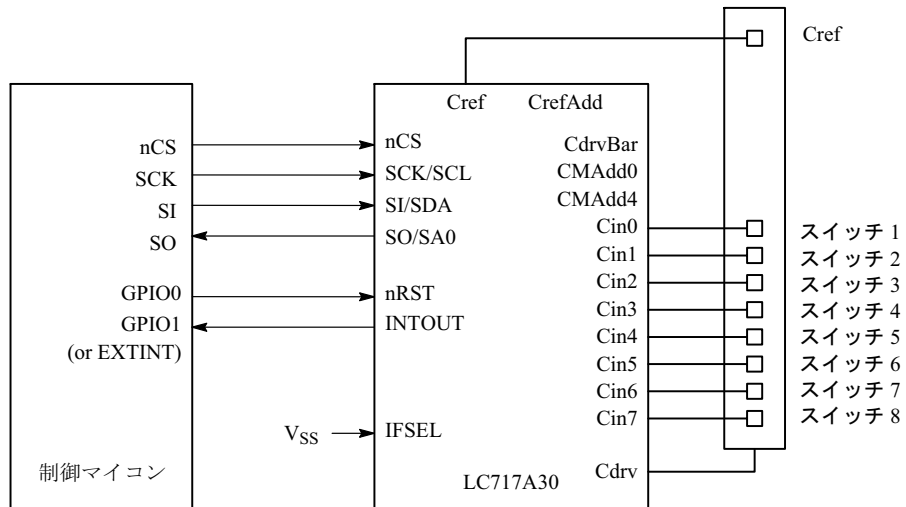 Cref
Cref CrefAdd
nCS
SCK
SI
SO
GPIO0
GPIO1
(or EXTINT)
制御マイコン
nCS
SCK/SCL
SI/SDA
SO/SA0
nRST
INTOUT
VSS
IFSEL
LC717A30
CdrvBar
CMAdd0
CMAdd4
Cin0
Cin1
Cin2
Cin3
Cin4
Cin5
Cin6
Cin7
Cdrv
スイッチ 1
スイッチ 2
スイッチ 3
スイッチ 4
スイッチ 5
スイッチ 6
スイッチ 7
スイッチ 8